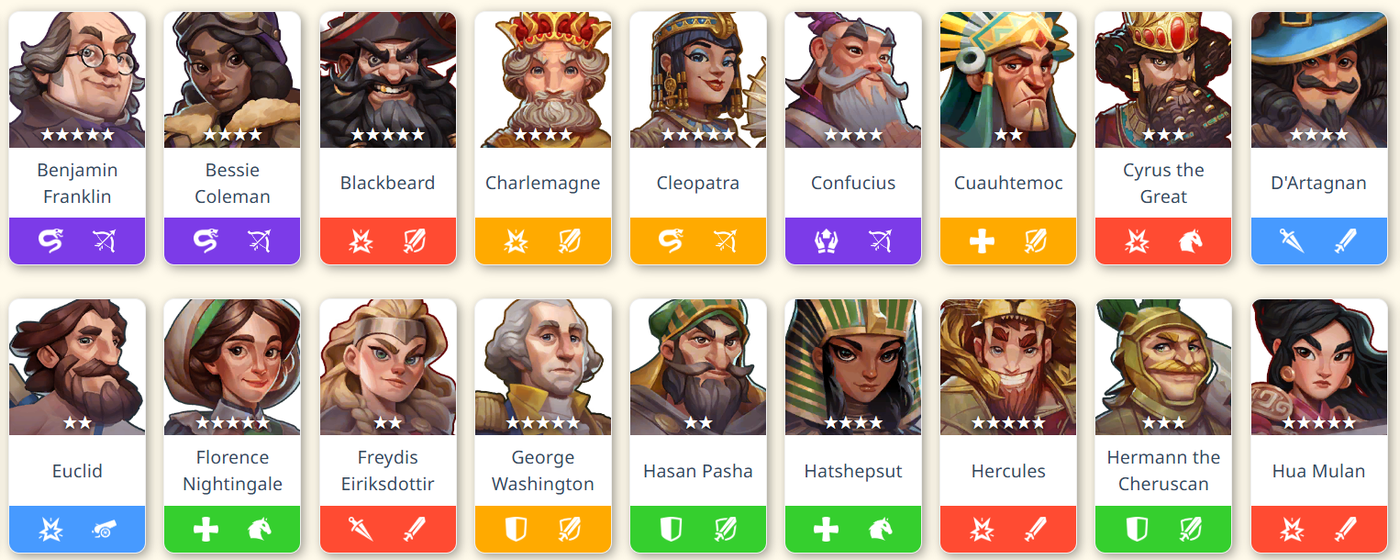 Benjamin
Franklin
Bessie
Coleman
Blackbeard
Charlemagne
Cleopatra
Confucius
Cuauhtemoc
Cyrus the
Great
D'Artagnan
Euclid
Florence
Nightingale
Freydis
Eiriksdottir
George
Washington
Hasan Pasha
Hatshepsut
Hercules
Hermann the
Cheruscan
Hua Mulan